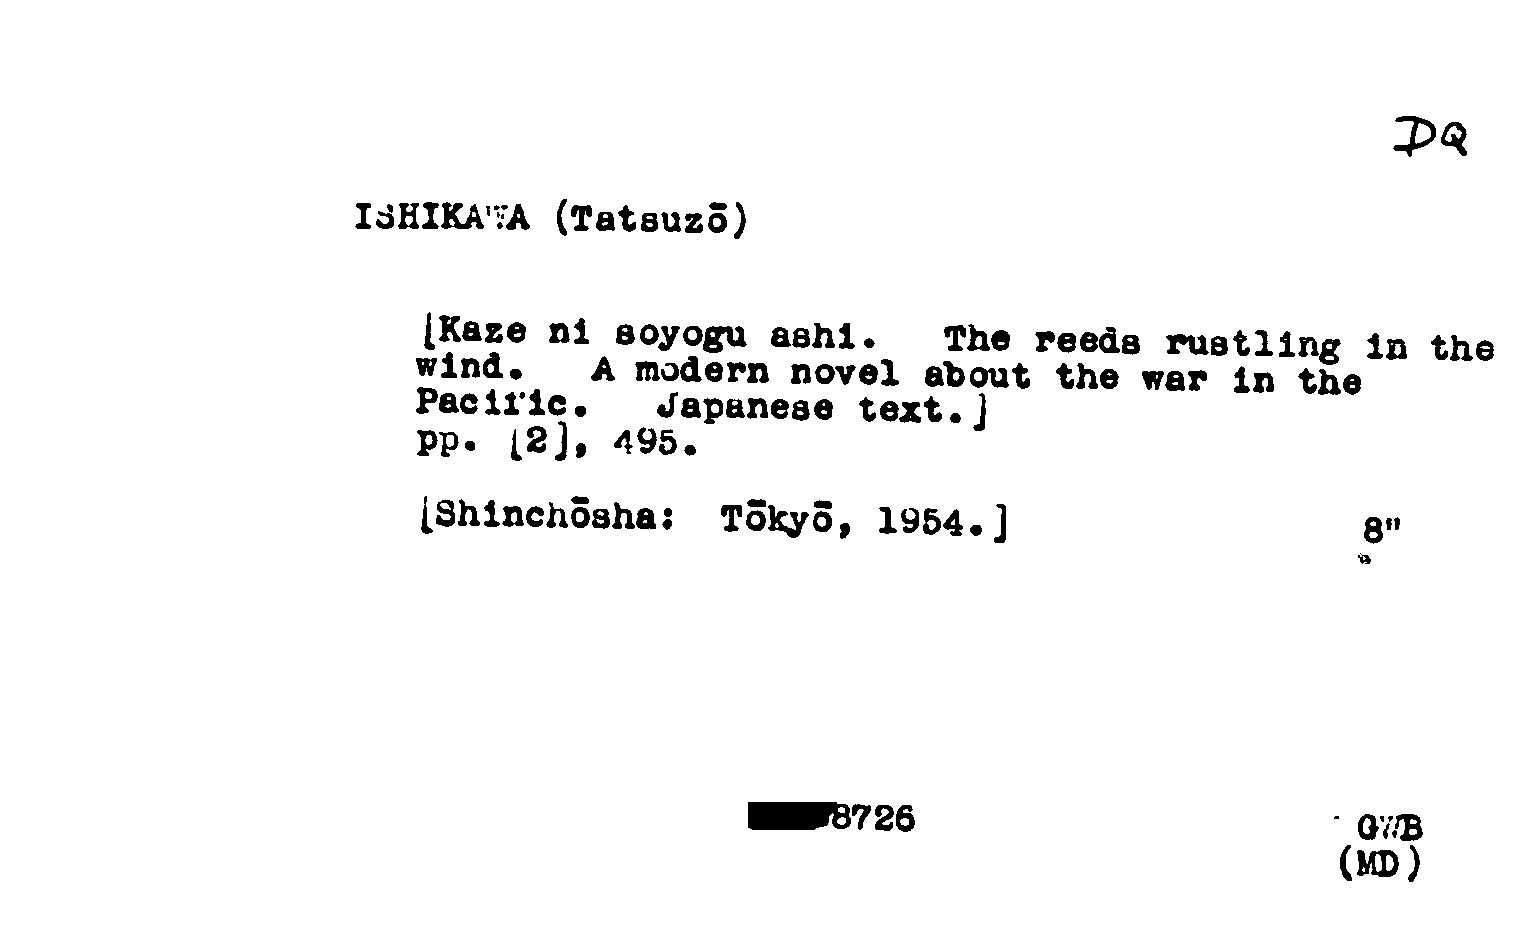 DQ
ISHIKAWA (Tatsuzō)
[Kaze ni soyogu ashi. The reeds rustling in the
wind. A modern novel about the war in the
Pacific. Japanese text.]
pp. [2], 495.
[Shinchōsha: Tōkyō, 1954.]
8"
8726
GWB
(MD)